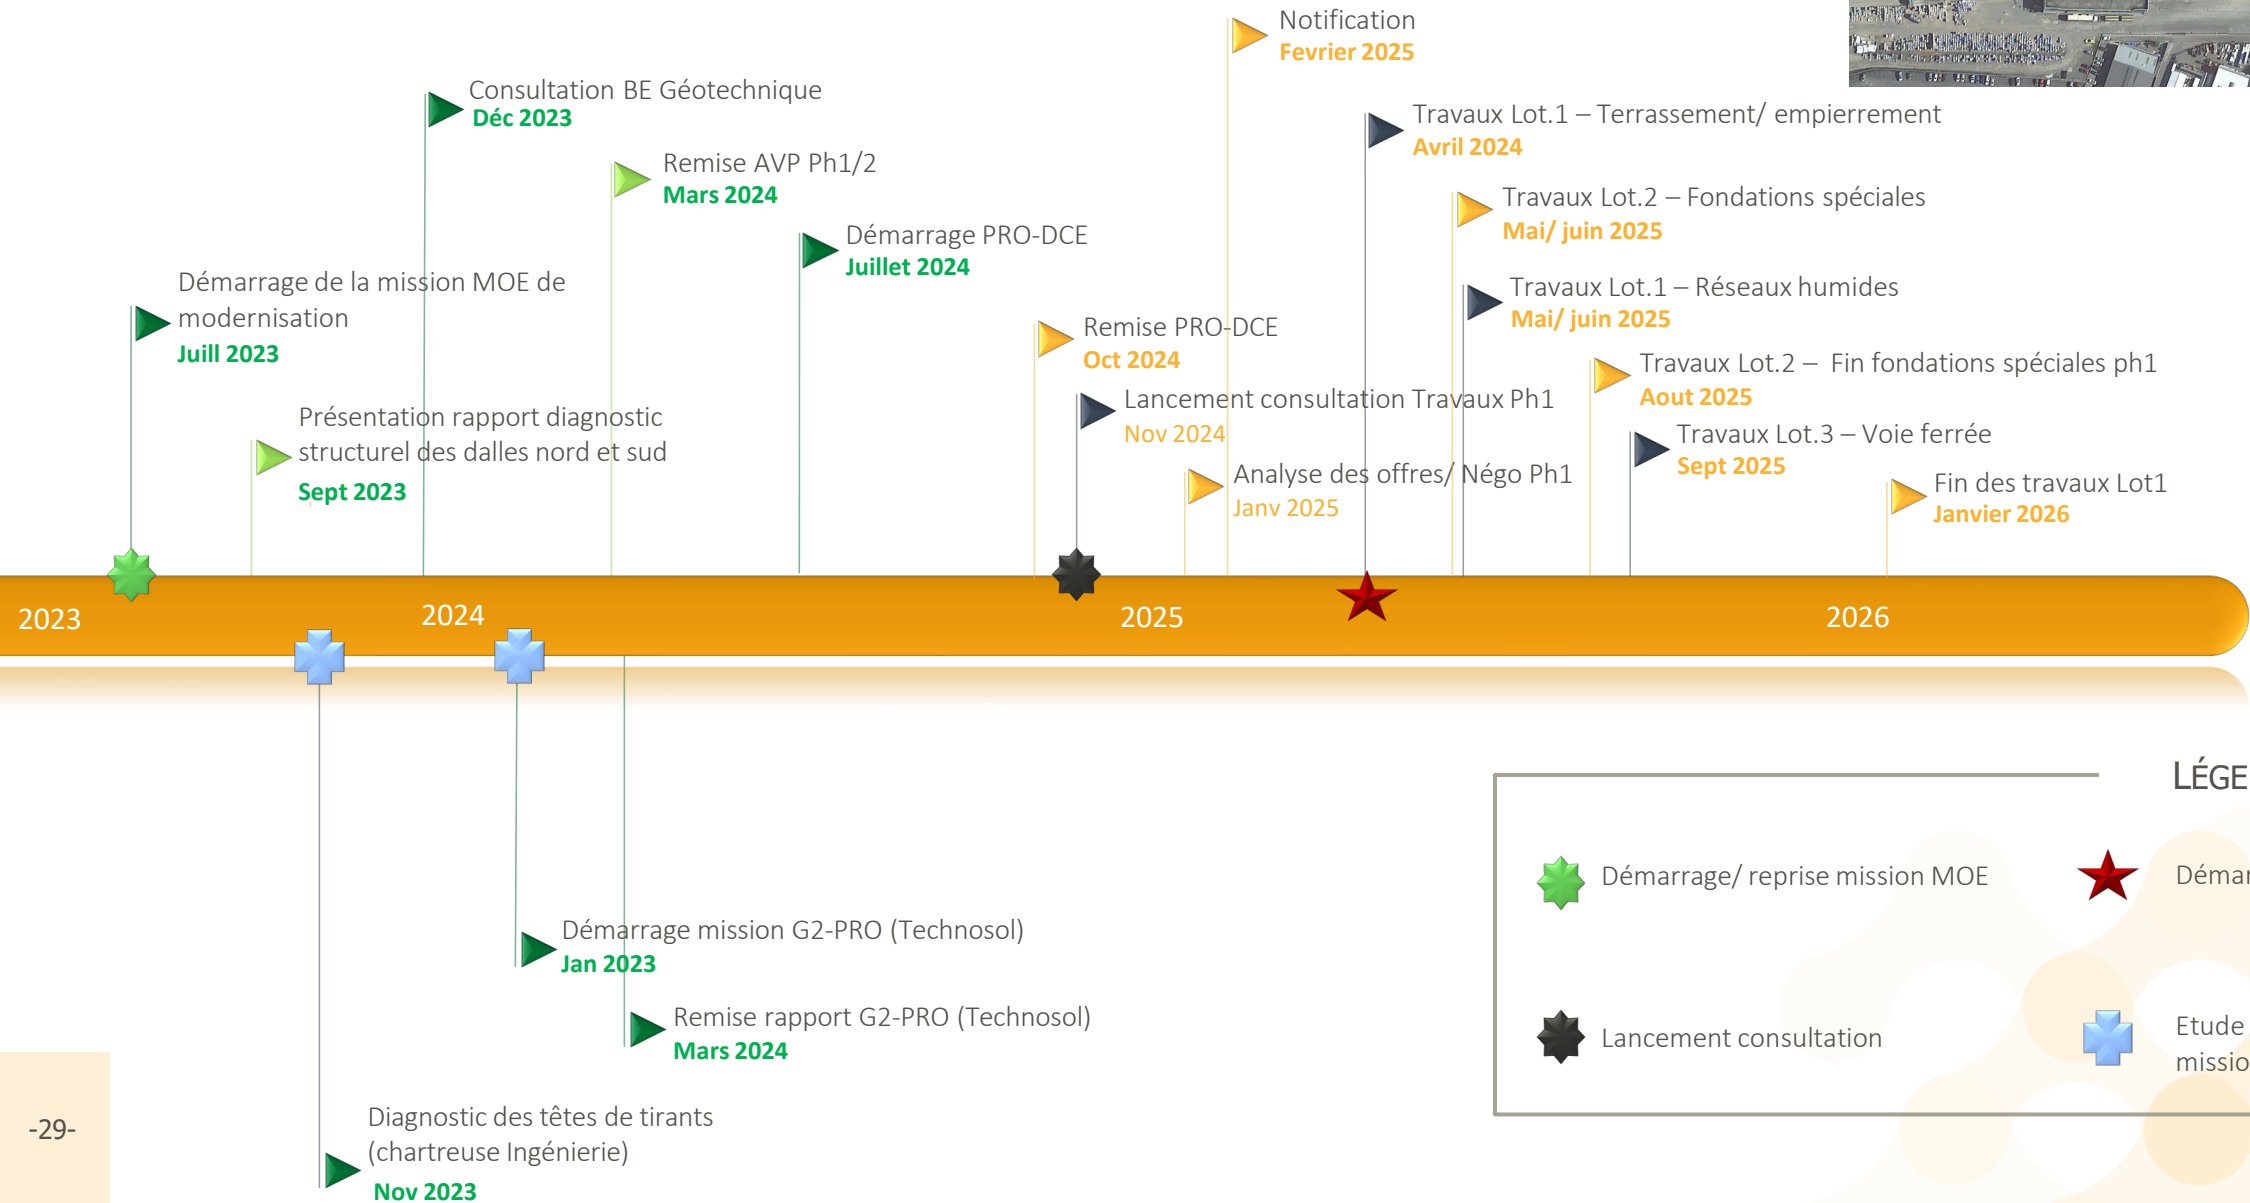 Notification
Fevrier 2025
Consultation BE Géotechnique
Déc 2023
Travaux Lot.1 – Terrassement/ empierrement
Avril 2024
Remise AVP Ph1/2
Mars 2024
Travaux Lot.2 – Fondations spéciales
Mai/ juin 2025
Démarrage PRO-DCE
Juillet 2024
Démarrage de la mission MOE de
modernisation
Juill 2023
Travaux Lot.1 – Réseaux humides
Mai/ juin 2025
Remise PRO-DCE
Oct 2024
Travaux Lot.2 – Fin fondations spéciales ph1
Aout 2025
Lancement consultation Travaux Ph1
Nov 2024
Présentation rapport diagnostic
structurel des dalles nord et sud
Sept 2023
Travaux Lot.3 – Voie ferrée
Sept 2025
Analyse des offres/ Négo Ph1
Janv 2025
Fin des travaux Lot1
Janvier 2026
2023
2024
2025
2026
LÉGE
Démarrage/ reprise mission MOE
Démar
Lancement consultation
Etude
missio
Démarrage mission G2-PRO (Technosol)
Jan 2023
Remise rapport G2-PRO (Technosol)
Mars 2024
Diagnostic des têtes de tirants
(chartreuse Ingénierie)
Nov 2023
-29-